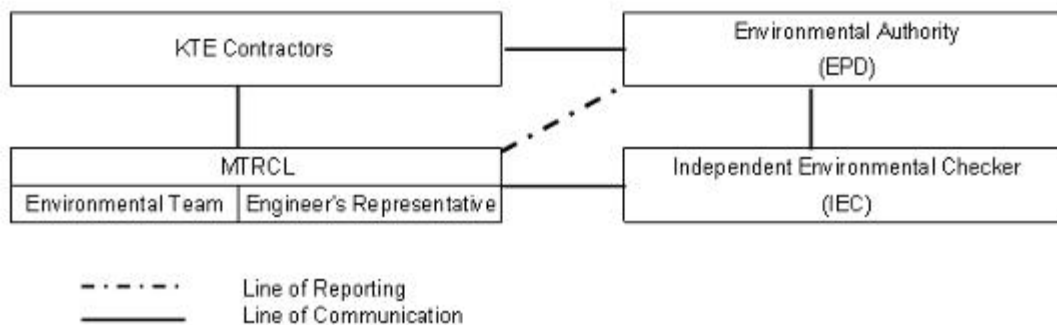 KTE Contractors
Environmental Authority
(EPD)
MTRCL
Environmental Team
Engineer's Representative
Independent Environmental Checker
(IEC)
Line of Reporting
Line of Communication